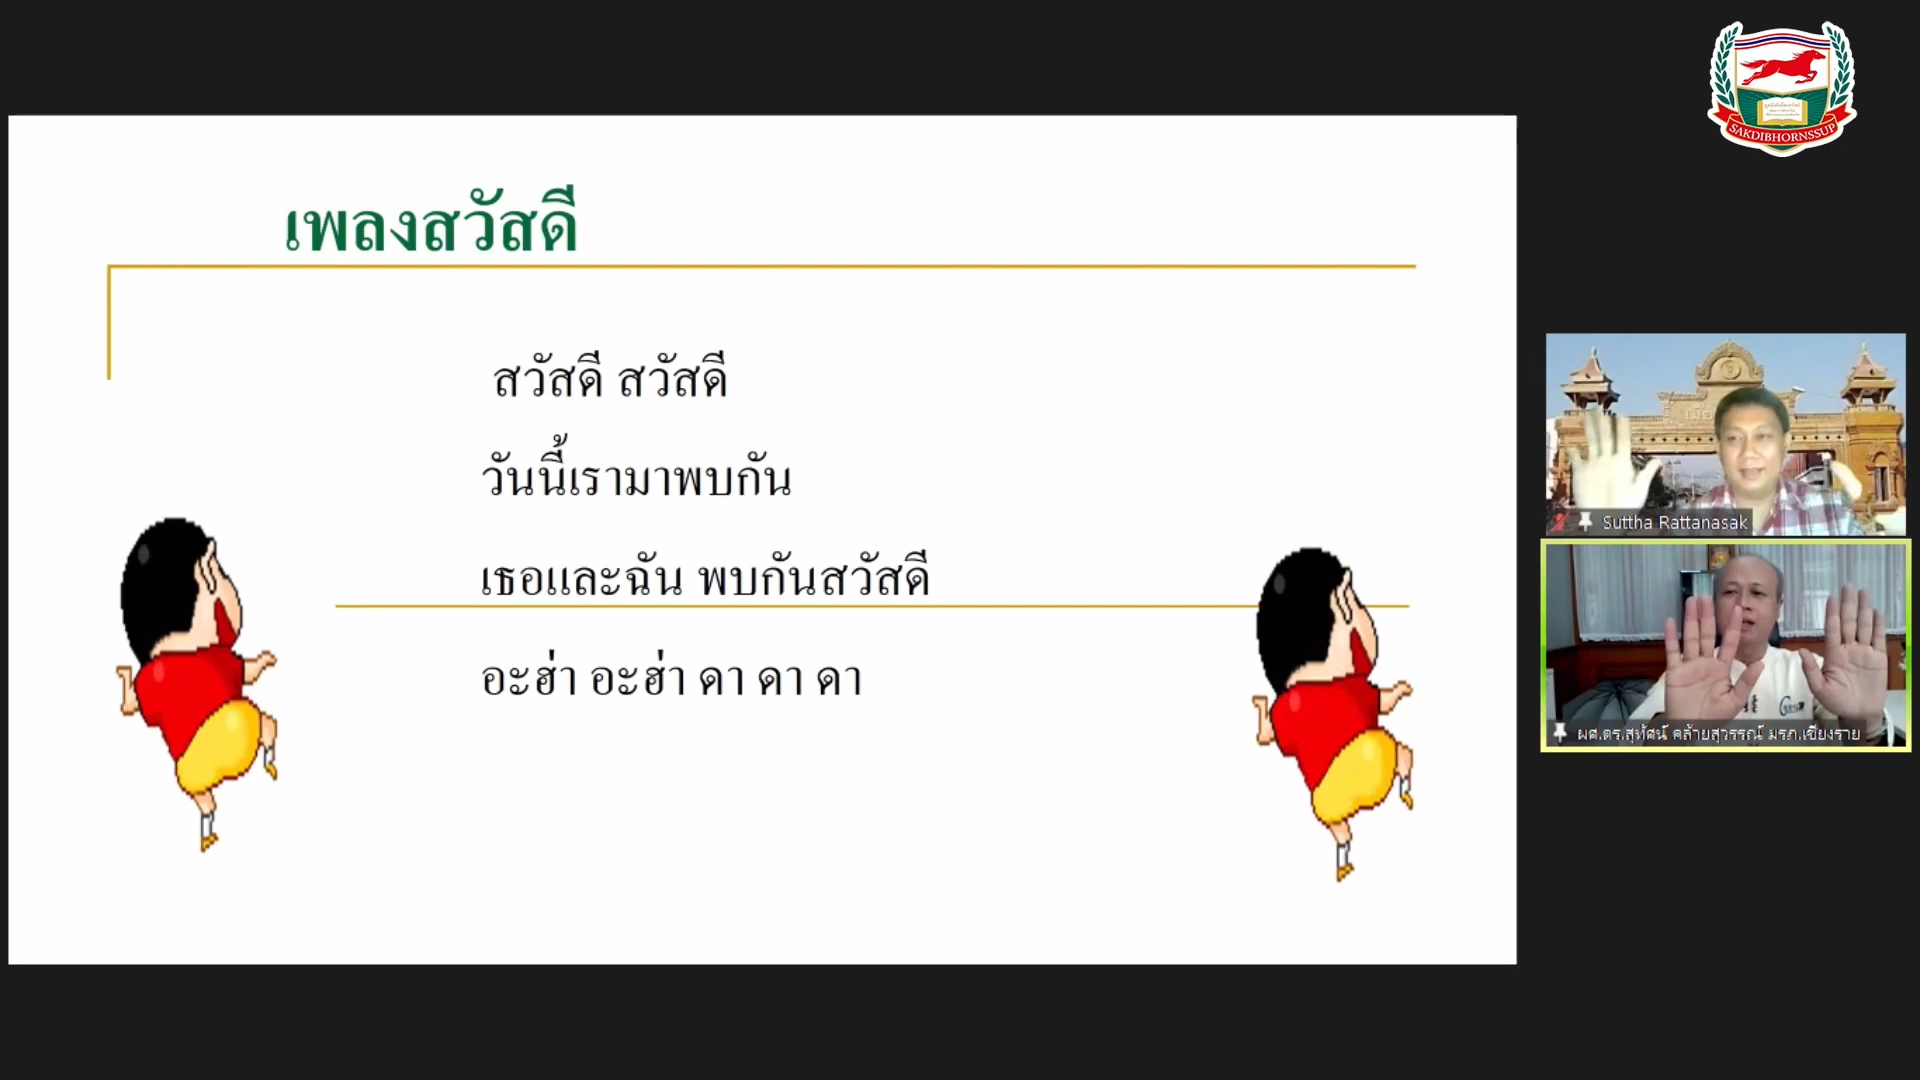 SAKDIBHORNSSUP
เพลงสวัสดี
สวัสดี สวัสดี
วันนี้เรามาพบกัน
เธอและฉัน พบกันสวัสดี
อะฮ่า อะฮ่า ดา ดา ดา
Suttha Rattanasak
ผศ.ดร.สุทัศน์ คล้ายสุวรรณ์ มรภ.เชียงราย